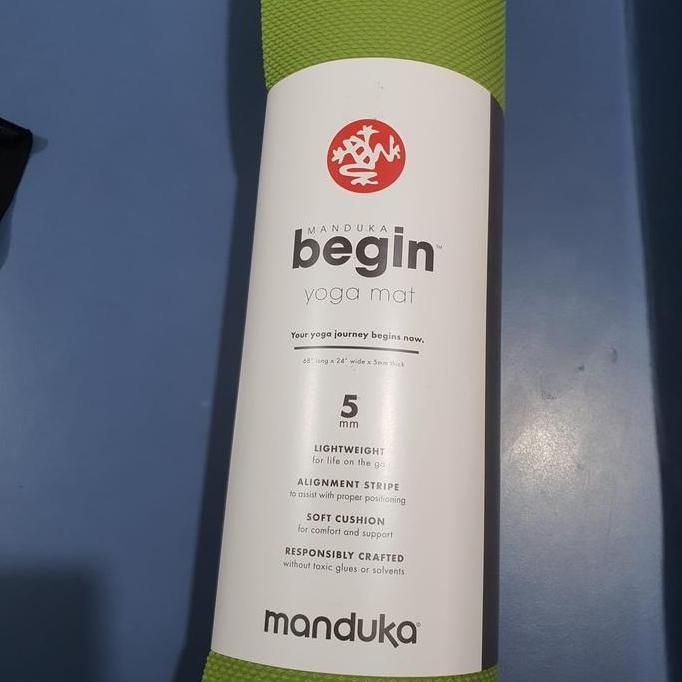 MANDUKA
begin™
yoga mat
Your yoga journey begins now.
68" long x 24" wide x 5mm thick
5
mm
LIGHTWEIGHT
for life on the go
ALIGNMENT STRIPE
to assist with proper positioning
SOFT CUSHION
for comfort and support
RESPONSIBLY CRAFTED
without toxic glues or solvents
manduka®